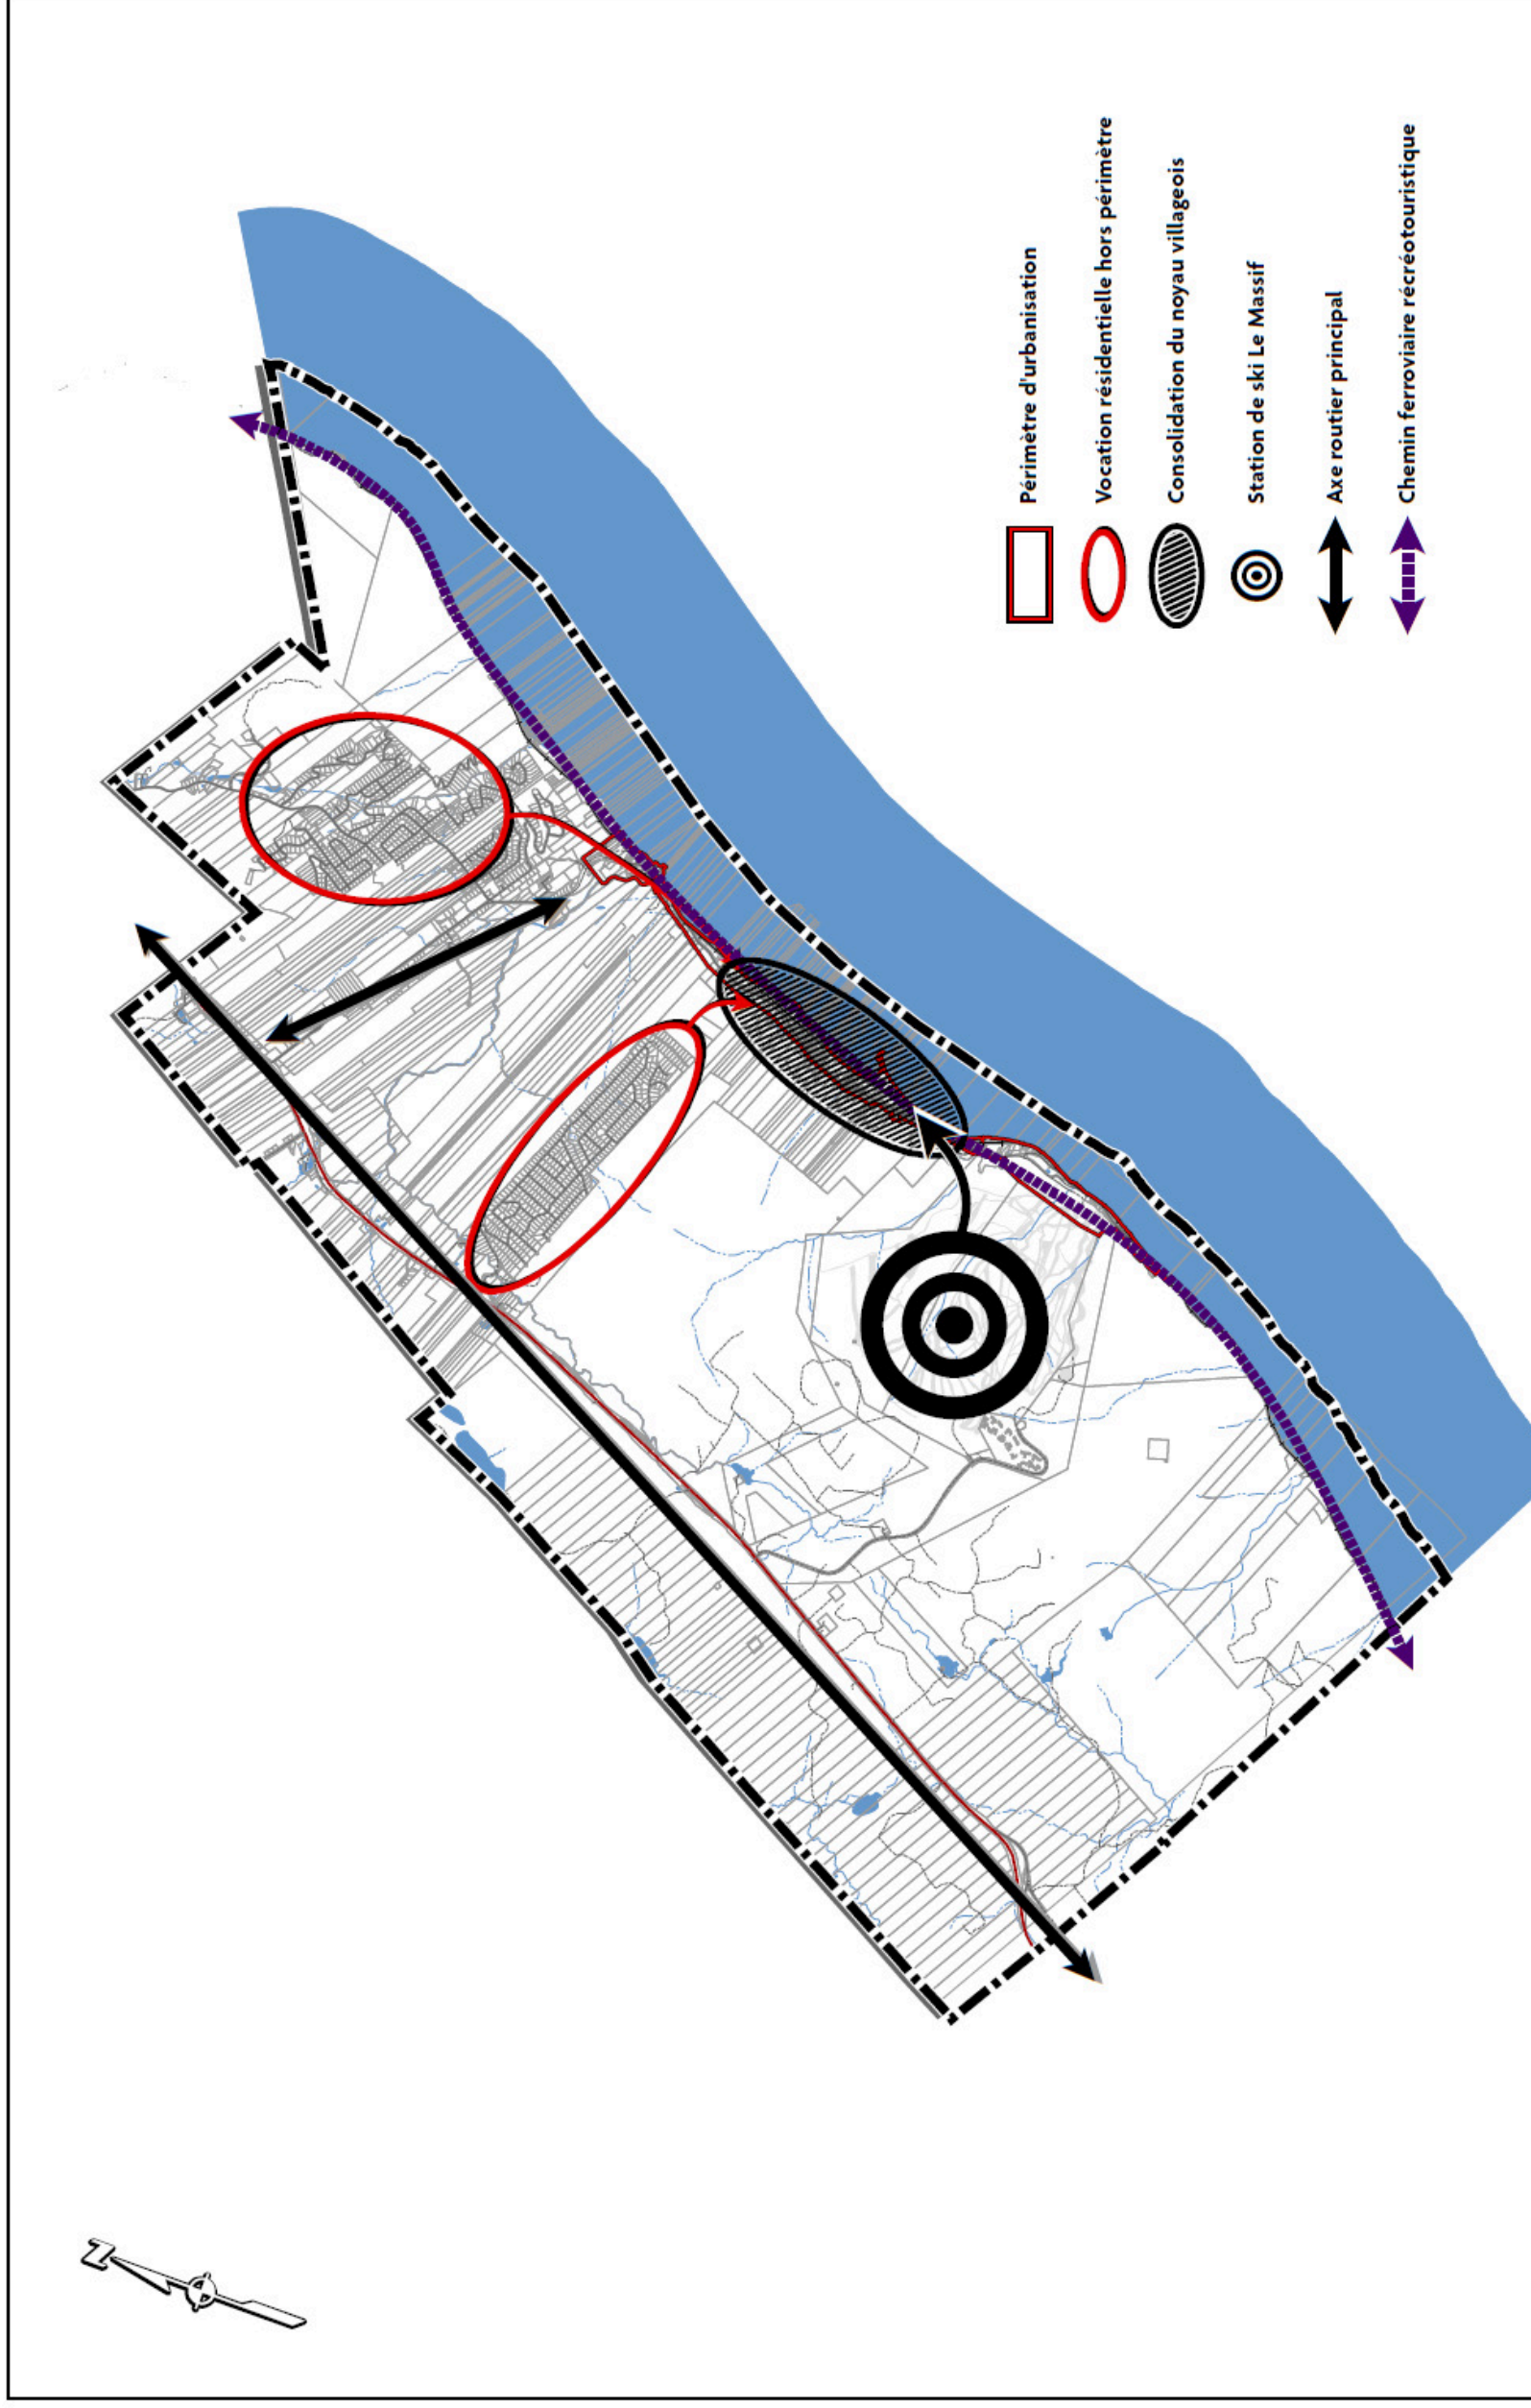 Périmètre d'urbanisation
Vocation résidentielle hors périmètre
Consolidation du noyau villageois
Station de ski Le Massif
Axe routier principal
Chemin ferroviaire récréotouristique
N